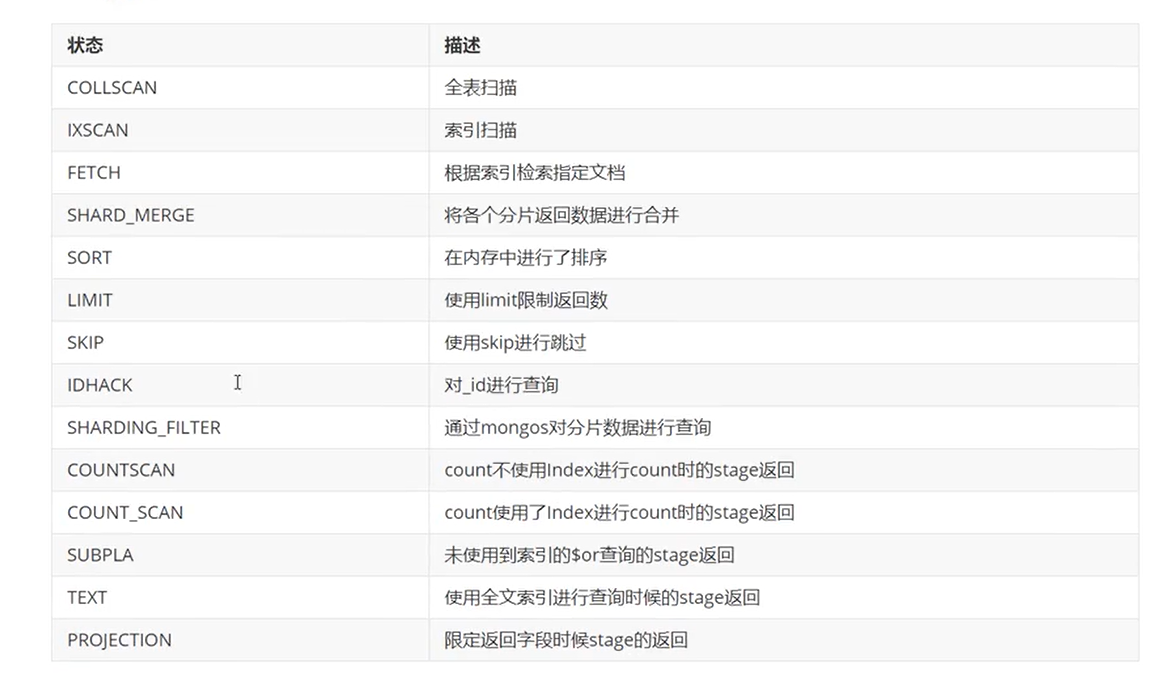 状态 描述
COLLSCAN 全表扫描
IXSCAN 索引扫描
FETCH 根据索引检索指定文档
SHARD_MERGE 将各个分片返回数据进行合并
SORT 在内存中进行了排序
LIMIT 使用limit限制返回数
SKIP 使用skip进行跳过
IDHACK 对_id进行查询
SHARDING_FILTER 通过mongos对分片数据进行查询
COUNTSCAN count不使用Index进行count时的stage返回
COUNT_SCAN count使用了Index进行count时的stage返回
SUBPLA 未使用到索引的$or查询的stage返回
TEXT 使用全文索引进行查询时候的stage返回
PROJECTION 限定返回字段时候stage的返回